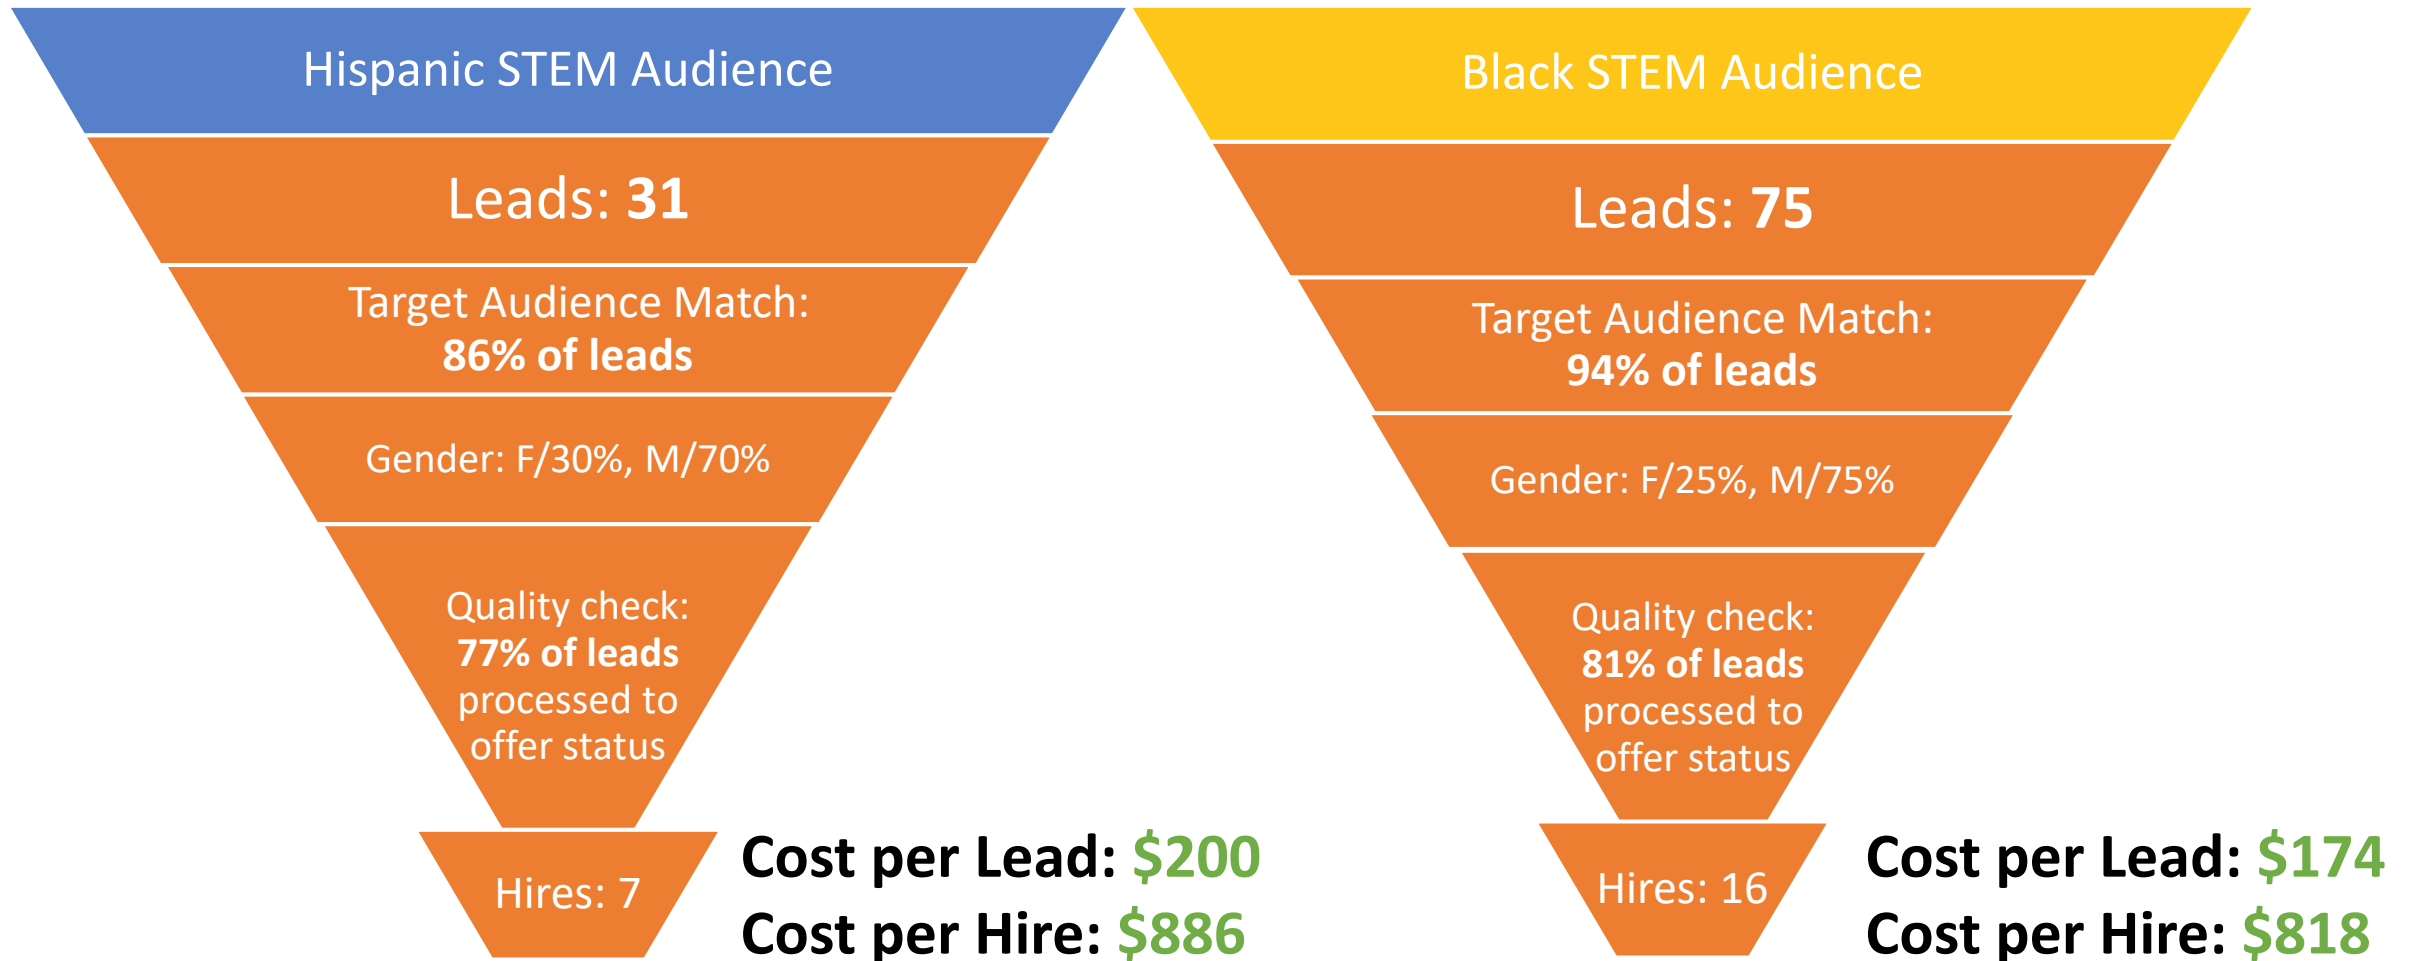 Hispanic STEM Audience
Leads: 31
Target Audience Match:
86% of leads
Gender: F/30%, M/70%
Quality check:
77% of leads
processed to
offer status
Hires: 7
Cost per Lead: $200
Cost per Hire: $886
Black STEM Audience
Leads: 75
Target Audience Match:
94% of leads
Gender: F/25%, M/75%
Quality check:
81% of leads
processed to
offer status
Hires: 16
Cost per Lead: $174
Cost per Hire: $818